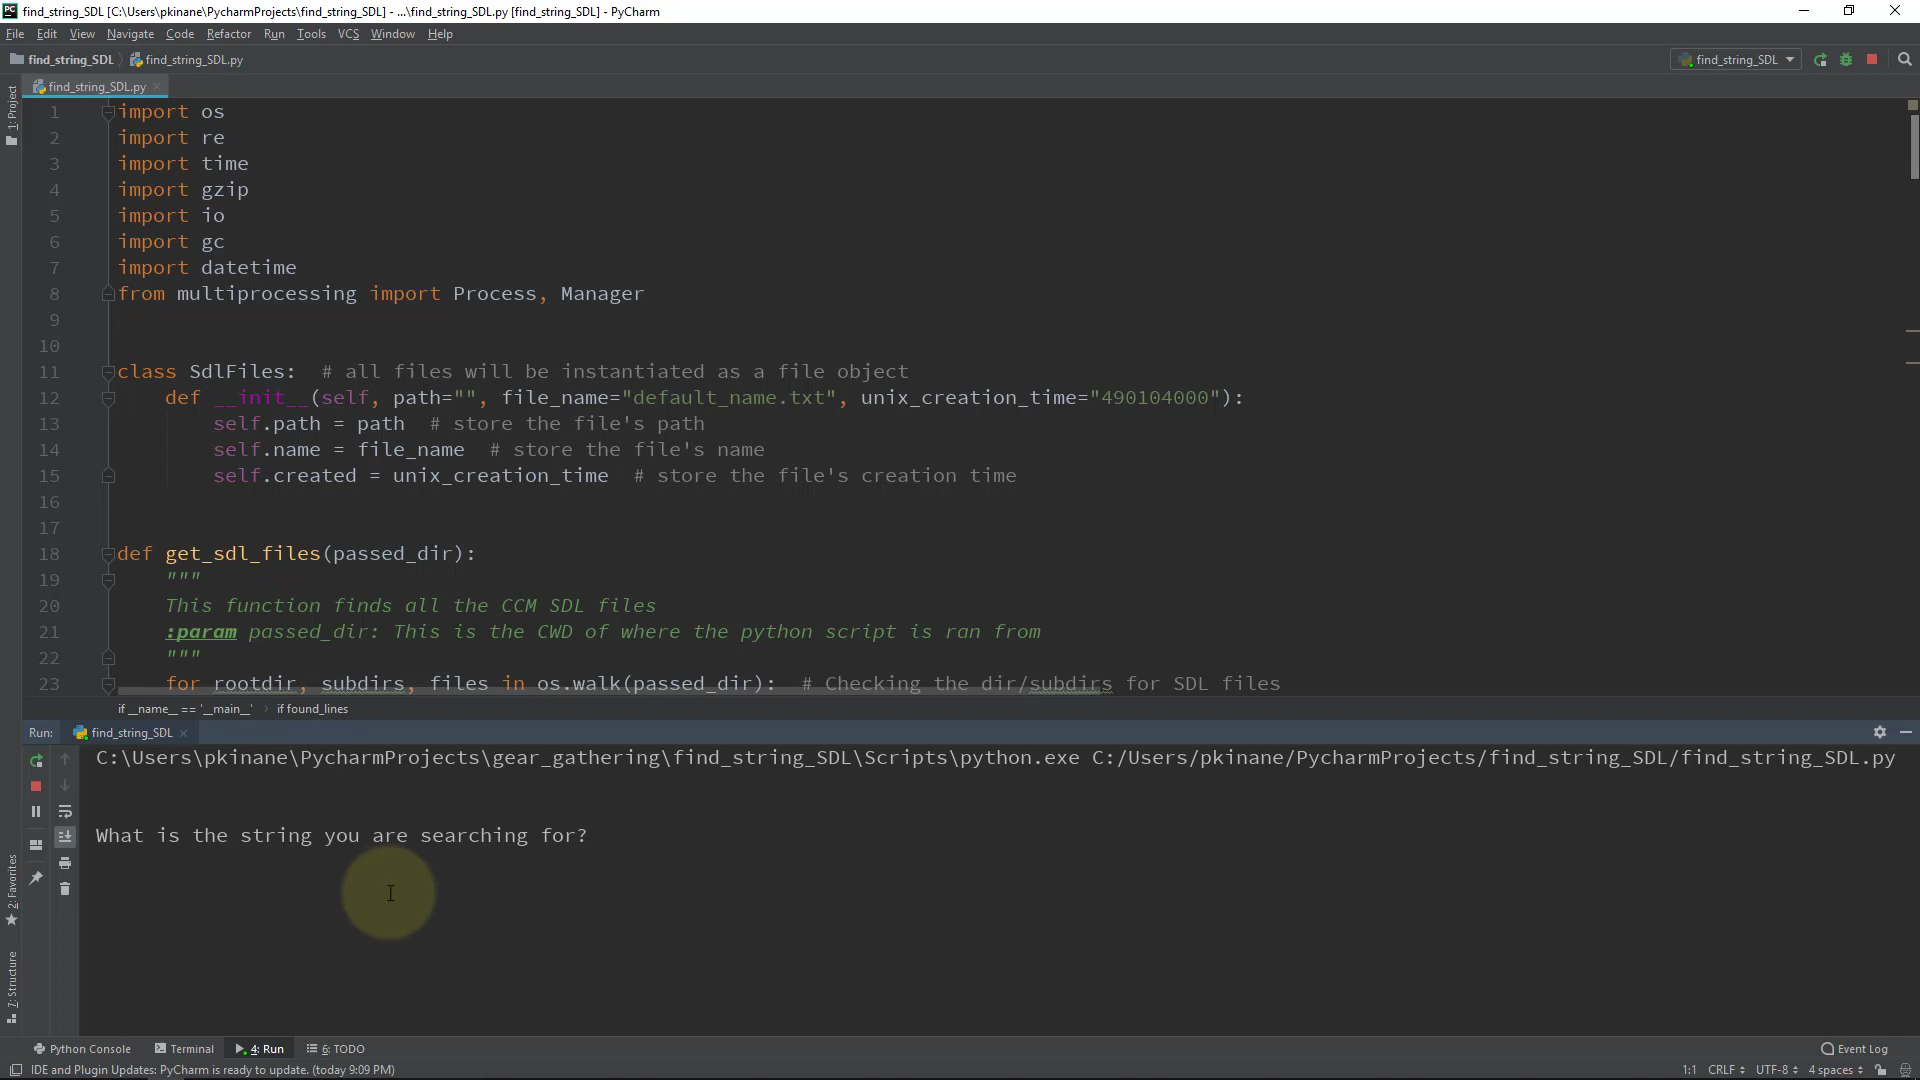 find_string_SDL [C:\Users\pkinane\PycharmProjects\find_string_SDL] - ...\find_string_SDL.py [find_string_SDL] - PyCharm
File Edit View Navigate Code Refactor Run Tools VCS Window Help
find_string_SDL find_string_SDL.py find_string_SDL
find_string_SDL.py
1: Project
1 import os
2 import re
3 import time
4 import gzip
5 import io
6 import gc
7 import datetime
8 from multiprocessing import Process, Manager
9
10
11 class SdlFiles:  # all files will be instantiated as a file object
12 def __init__(self, path="", file_name="default_name.txt", unix_creation_time="490104000"):
13 self.path = path  # store the file's path
14 self.name = file_name  # store the file's name
15 self.created = unix_creation_time  # store the file's creation time
16
17
18 def get_sdl_files(passed_dir):
19 """
20 This function finds all the CCM SDL files
21 :param passed_dir: This is the CWD of where the python script is ran from
22 """
23 for rootdir, subdirs, files in os.walk(passed_dir):  # Checking the dir/subdirs for SDL files
if __name__ == '__main__' if found_lines
Run: find_string_SDL
C:\Users\pkinane\PycharmProjects\gear_gathering\find_string_SDL\Scripts\python.exe C:/Users/pkinane/PycharmProjects/find_string_SDL/find_string_SDL.py
What is the string you are searching for?
2: Favorites
7: Structure
Python Console Terminal 4: Run 6: TODO Event Log
IDE and Plugin Updates: PyCharm is ready to update. (today 9:09 PM) 1:1 CRLF UTF-8 4 spaces